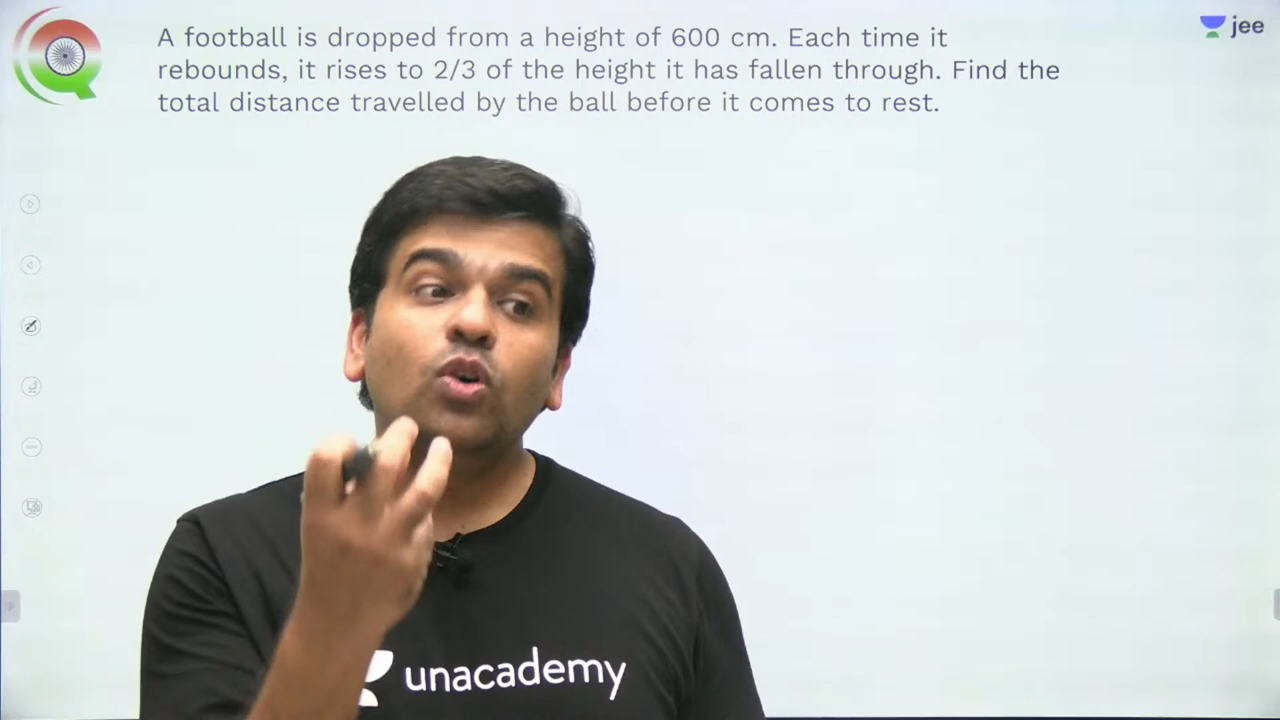 A football is dropped from a height of 600 cm. Each time it
rebounds, it rises to 2/3 of the height it has fallen through. Find the
total distance travelled by the ball before it comes to rest.
jee
unacademy